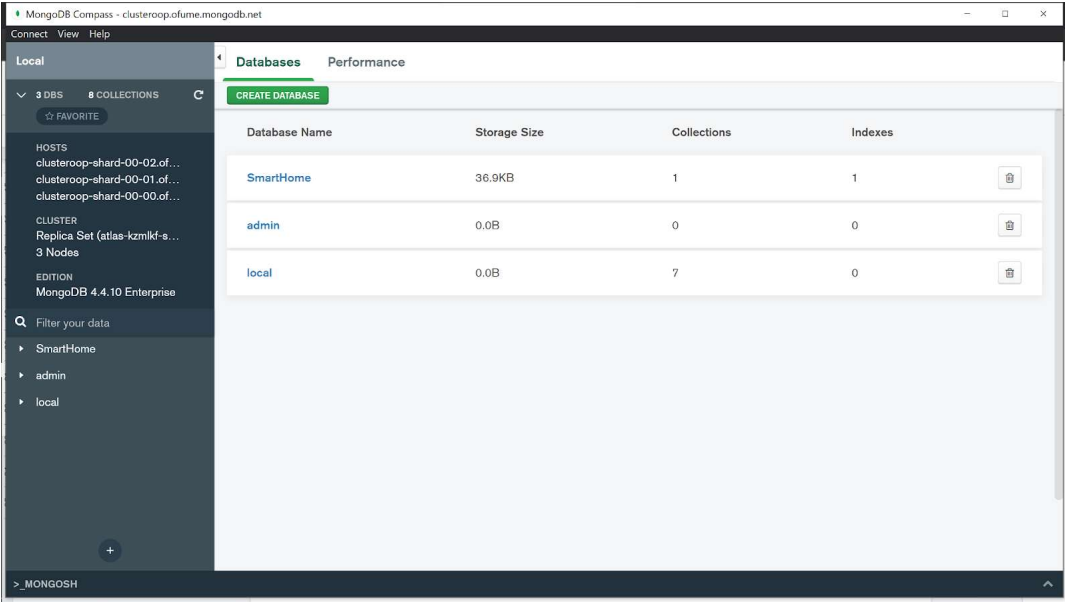 MongoDB Compass - clusteroop.ofume.mongodb.net
Connect View Help
Local
3 DBS 8 COLLECTIONS
FAVORITE
HOSTS
clusteroop-shard-00-02.of...
clusteroop-shard-00-01.of...
clusteroop-shard-00-00.of...
CLUSTER
Replica Set (atlas-kzmlkf-s...
3 Nodes
EDITION
MongoDB 4.4.10 Enterprise
Filter your data
SmartHome
admin
local
Databases Performance
CREATE DATABASE
Database Name Storage Size Collections Indexes
SmartHome 36.9KB 1 1
admin 0.0B 0 0
local 0.0B 7 0
>_MONGOSH